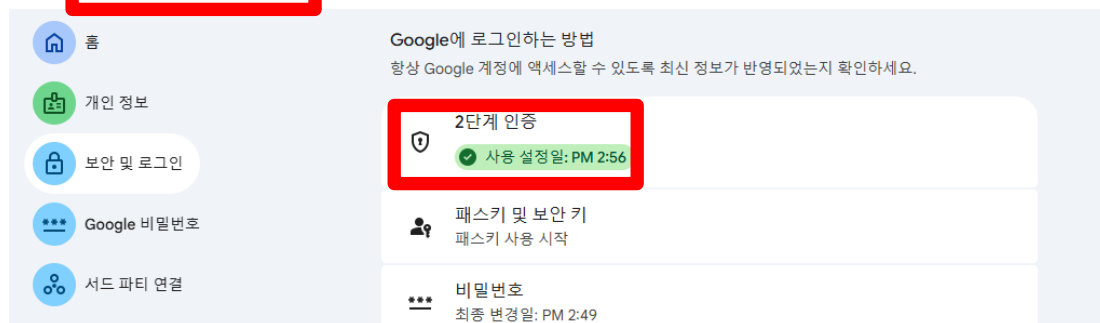 홈
개인 정보
보안 및 로그인
Google 비밀번호
서드 파티 연결
Google에 로그인하는 방법
항상 Google 계정에 액세스할 수 있도록 최신 정보가 반영되었는지 확인하세요.
2단계 인증
사용 설정일: PM 2:56
패스키 및 보안 키
패스키 사용 시작
비밀번호
최종 변경일: PM 2:49